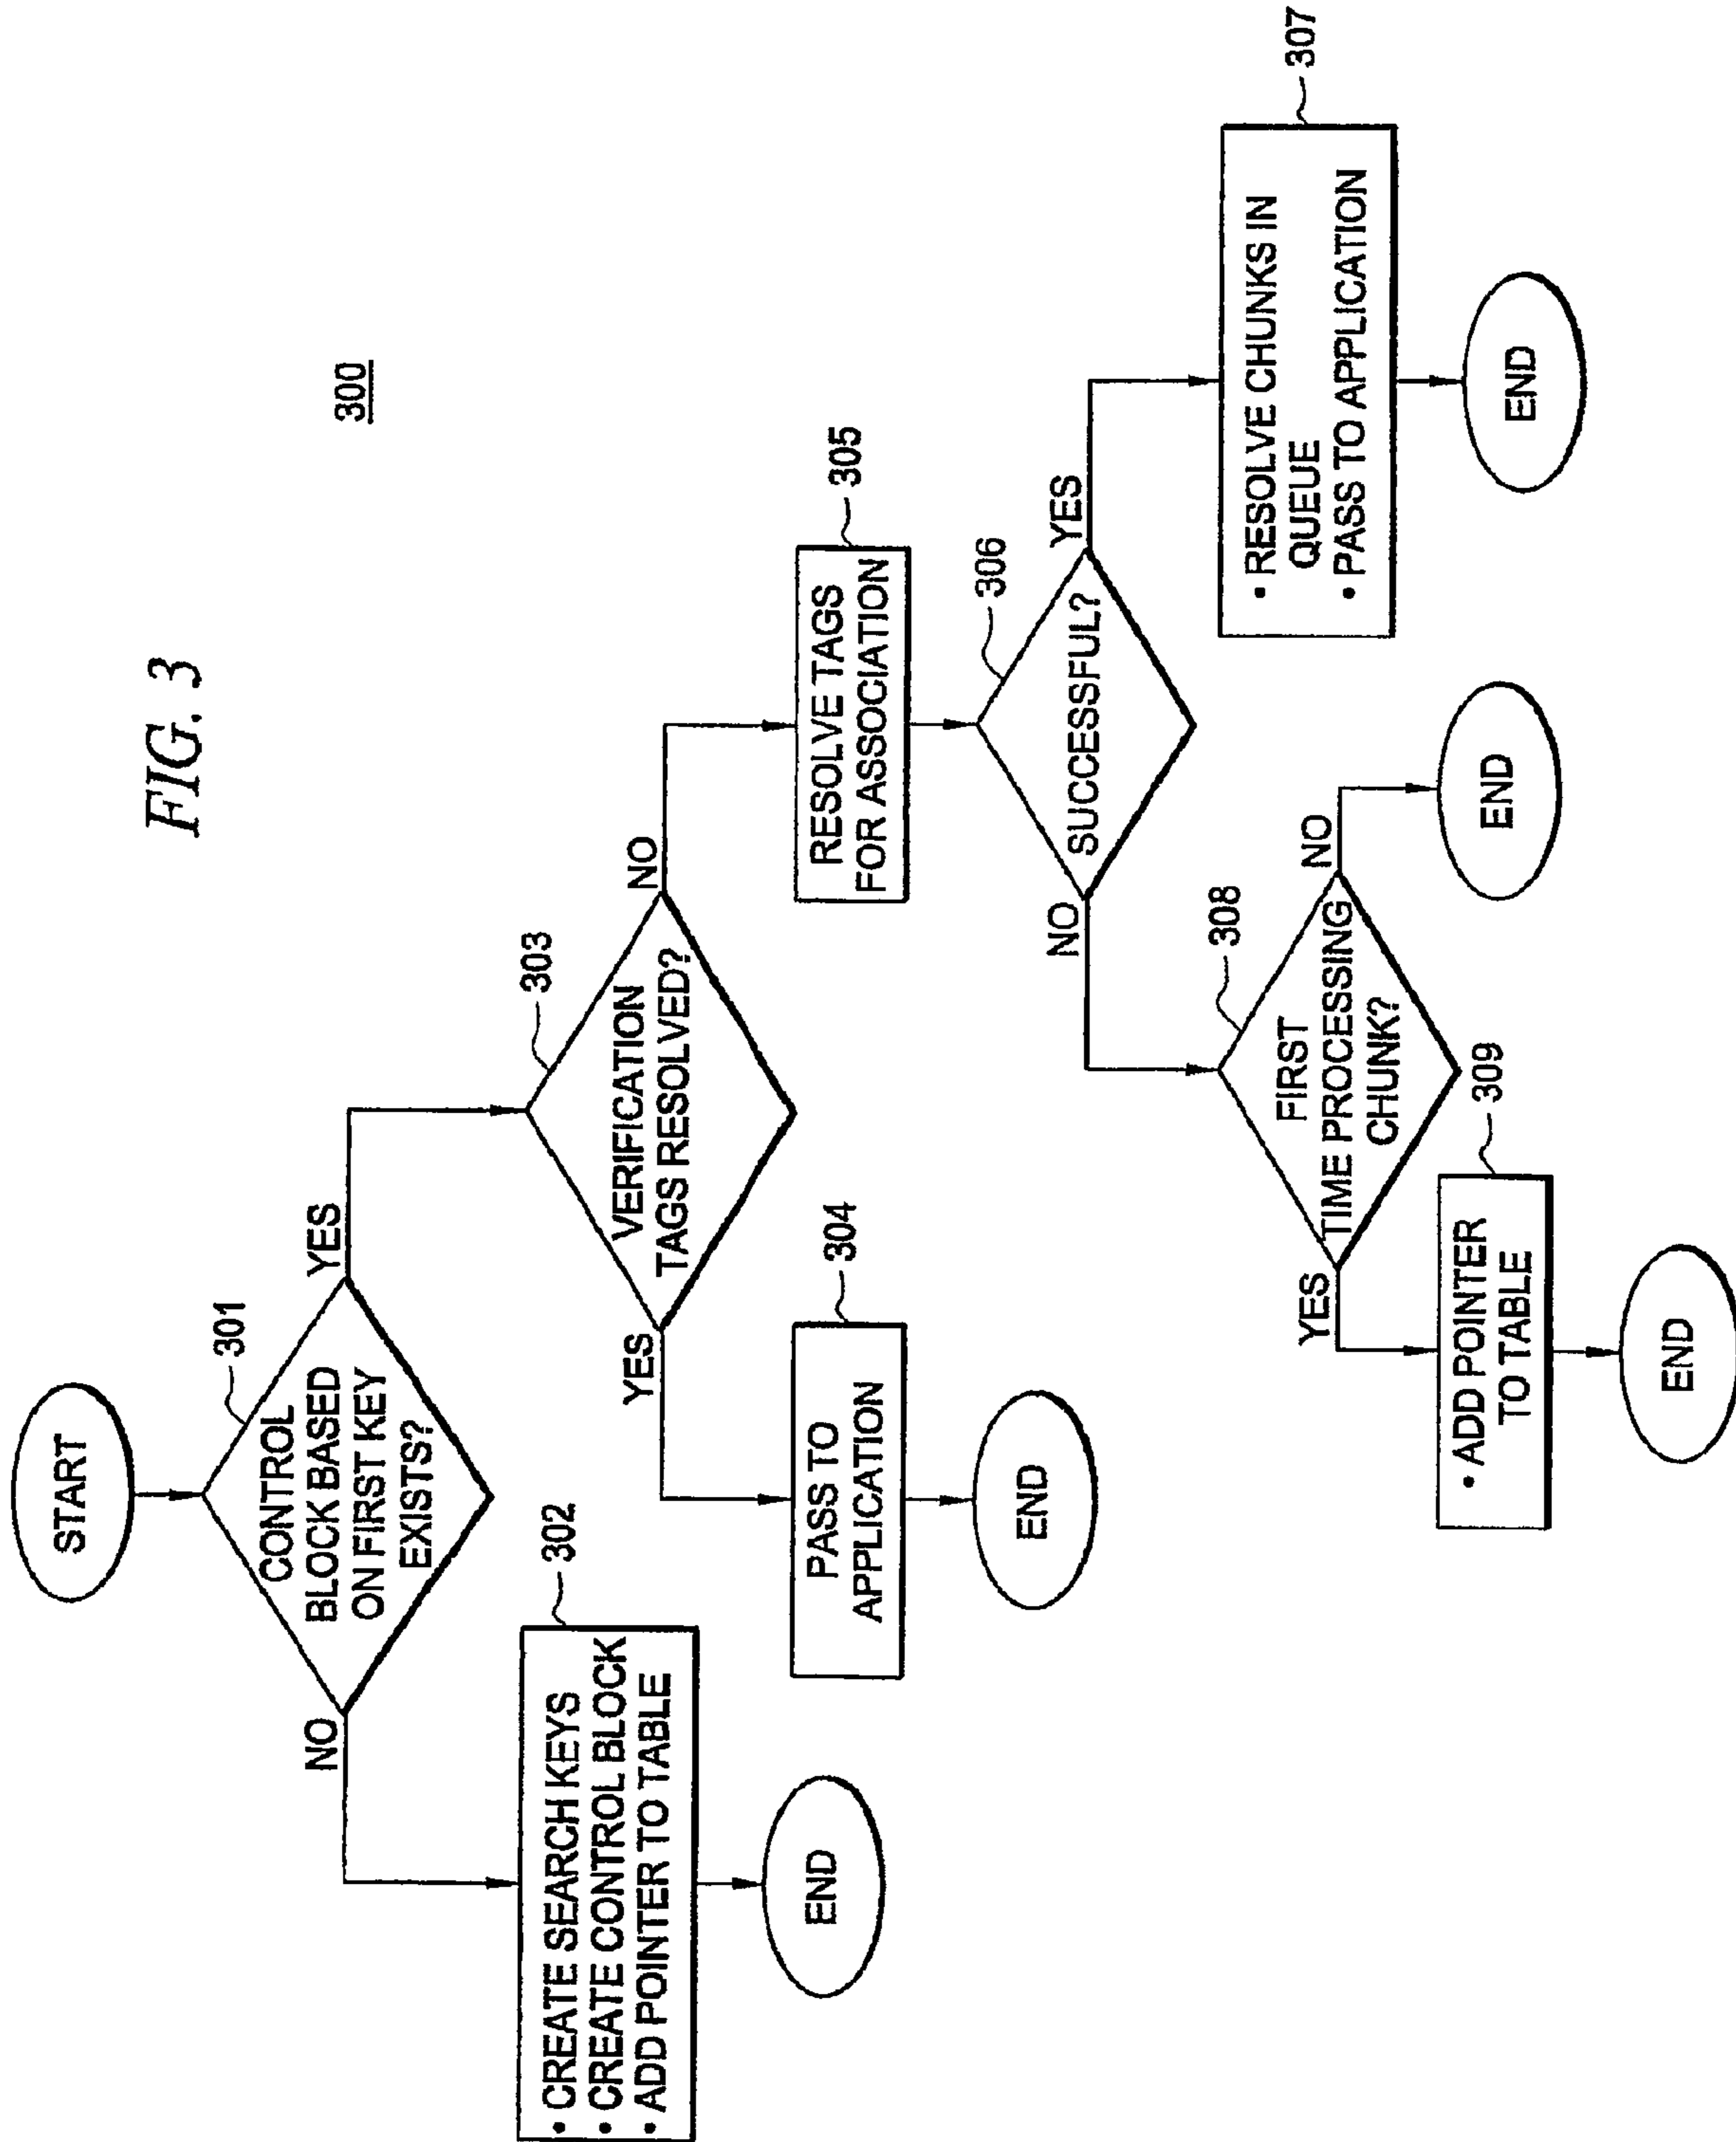 FIG. 3
300
START
301
CONTROL
BLOCK BASED
ON FIRST KEY
EXISTS?
NO
YES
302
• CREATE SEARCH KEYS
• CREATE CONTROL BLOCK
• ADD POINTER TO TABLE
END
303
VERIFICATION
TAGS RESOLVED?
YES
NO
304
PASS TO
APPLICATION
END
305
RESOLVE TAGS
FOR ASSOCIATION
306
SUCCESSFUL?
NO
YES
307
• RESOLVE CHUNKS IN
QUEUE
• PASS TO APPLICATION
END
308
FIRST
TIME PROCESSING
CHUNK?
YES
NO
309
• ADD POINTER
TO TABLE
END
END